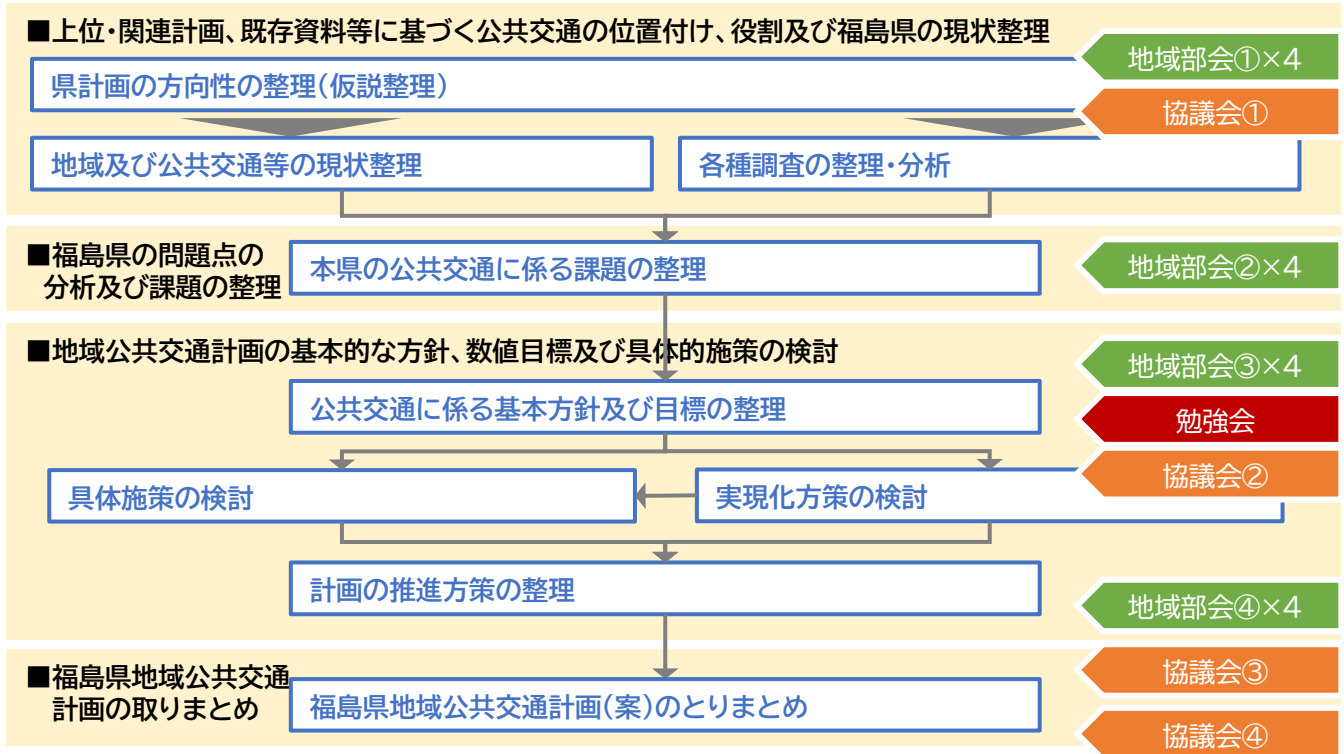 ■上位・関連計画、既存資料等に基づく公共交通の位置付け、役割及び福島県の現状整理
地域部会①×4
県計画の方向性の整理(仮説整理)
協議会①
地域及び公共交通等の現状整理
各種調査の整理・分析
■福島県の問題点の
分析及び課題の整理
本県の公共交通に係る課題の整理
地域部会②×4
■地域公共交通計画の基本的な方針、数値目標及び具体的施策の検討
地域部会③×4
公共交通に係る基本方針及び目標の整理
勉強会
協議会②
具体施策の検討
実現化方策の検討
計画の推進方策の整理
地域部会④×4
■福島県地域公共交通
計画の取りまとめ
協議会③
福島県地域公共交通計画(案)のとりまとめ
協議会④